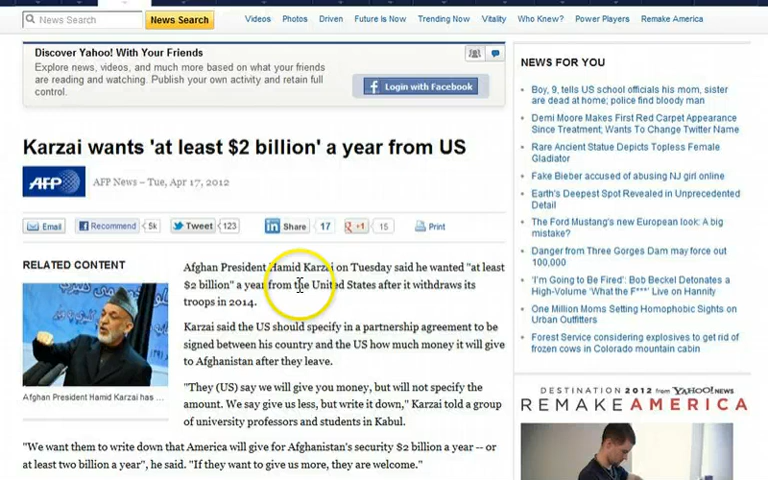 News Search
News Search
Videos
Photos
Driven
Future is Now
Trending Now
Vitality
Who Knew?
Power Players
Remake America
Discover Yahoo! With Your Friends
Explore news, videos, and much more based on what your friends
are reading and watching. Publish your own activity and retain full
control.
Login with Facebook
Karzai wants 'at least $2 billion' a year from US
AFP
AFP News – Tue, Apr 17, 2012
Email
Recommend
5k
Tweet
123
Share
17
+1
15
Print
RELATED CONTENT
Afghan President Hamid Karzai has ...
Afghan President Hamid Karzai on Tuesday said he wanted "at least
$2 billion" a year from the United States after it withdraws its
troops in 2014.
Karzai said the US should specify in a partnership agreement to be
signed between his country and the US how much money it will give
to Afghanistan after they leave.
"They (US) say we will give you money, but will not specify the
amount. We say give us less, but write it down," Karzai told a group
of university professors and students in Kabul.
"We want them to write down that America will give for Afghanistan's security $2 billion a year -- or
at least two billion a year", he said. "If they want to give us more, they are welcome."
NEWS FOR YOU
Boy, 9, tells US school officials his mom, sister
are dead at home; police find bloody man
Demi Moore Makes First Red Carpet Appearance
Since Treatment; Wants To Change Twitter Name
Rare Ancient Statue Depicts Topless Female
Gladiator
Fake Bieber accused of abusing NJ girl online
Earth's Deepest Spot Revealed in Unprecedented
Detail
The Ford Mustang's new European look: A big
mistake?
Danger from Three Gorges Dam may force out
100,000
'I'm Going to Be Fired': Bob Beckel Detonates a
High-Volume 'What the F***' Live on Hannity
One Million Moms Setting Homophobic Sights on
Urban Outfitters
Forest Service considering explosives to get rid of
frozen cows in Colorado mountain cabin
DESTINATION 2012 from YAHOO! NEWS
REMAKE AMERICA